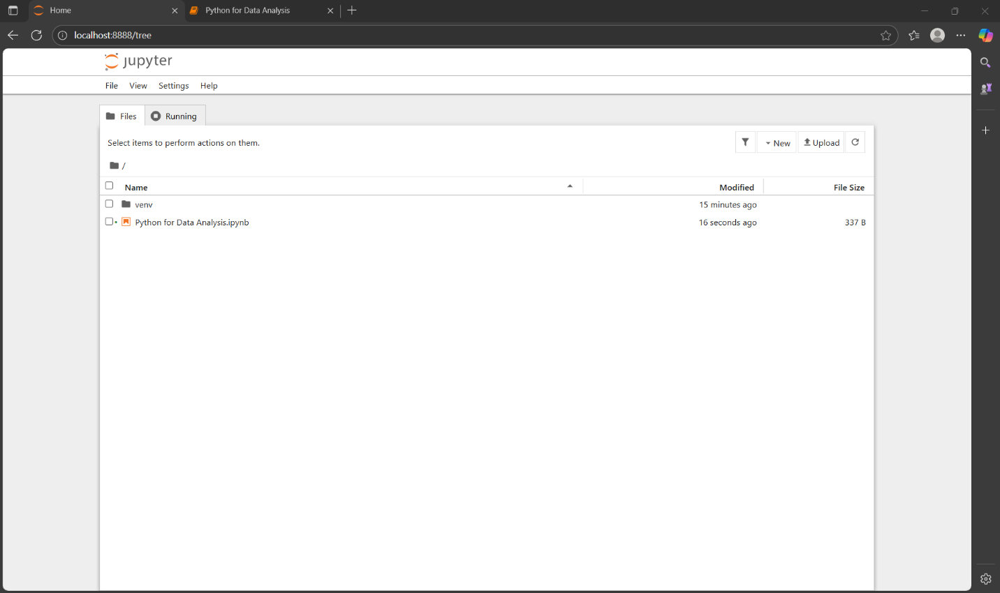 Home
Python for Data Analysis
localhost:8888/tree
jupyter
File View Settings Help
Files Running
Select items to perform actions on them.
New Upload
/
Name Modified File Size
venv 15 minutes ago
Python for Data Analysis.ipynb 16 seconds ago 337 B